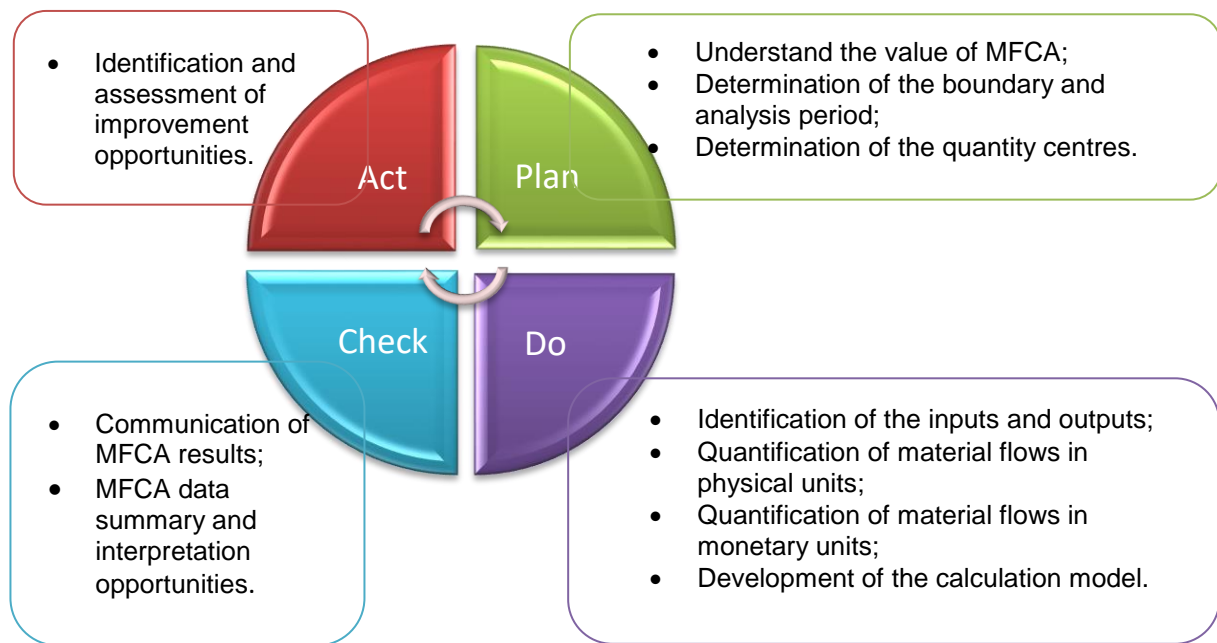 • Identification and
assessment of
improvement
opportunities.
Act
Plan
• Understand the value of MFCA;
• Determination of the boundary and
analysis period;
• Determination of the quantity centres.
Check
Do
• Communication of
MFCA results;
• MFCA data
summary and
interpretation
opportunities.
• Identification of the inputs and outputs;
• Quantification of material flows in
physical units;
• Quantification of material flows in
monetary units;
• Development of the calculation model.